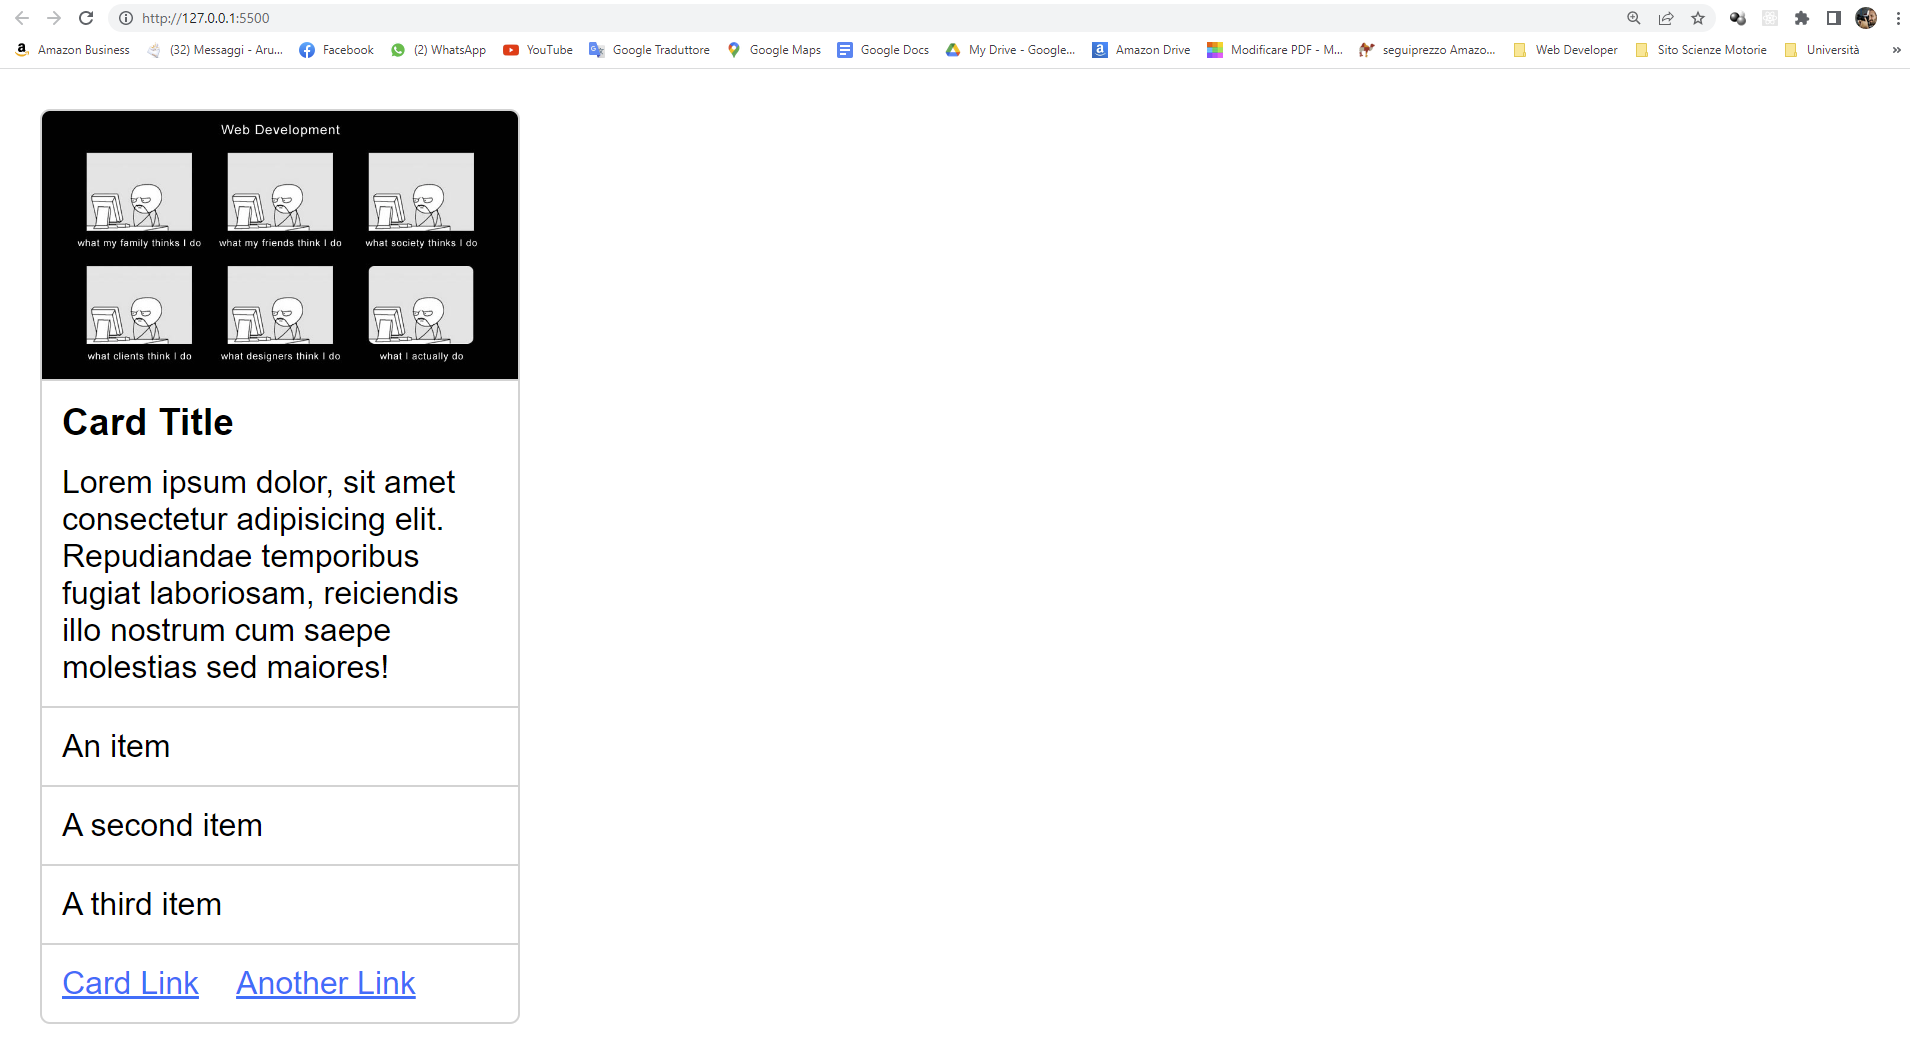 http://127.0.0.1:5500
Amazon Business (32) Messaggi - Aru... Facebook (2) WhatsApp YouTube Google Traduttore Google Maps Google Docs My Drive - Google... Amazon Drive Modificare PDF - M... seguiprezzo Amazo... Web Developer Sito Scienze Motorie Università »
Web Development
what my family thinks I do what my friends think I do what society thinks I do
what clients think I do what designers think I do what I actually do
Card Title
Lorem ipsum dolor, sit amet
consectetur adipisicing elit.
Repudiandae temporibus
fugiat laboriosam, reiciendis
illo nostrum cum saepe
molestias sed maiores!
An item
A second item
A third item
Card Link Another Link